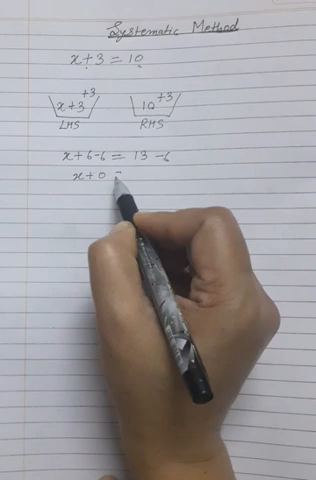 Systematic Method
x + 3 = 10
x+3 +3 10 +3
LHS RHS
x + 6 - 6 = 13 - 6
x + 0 =